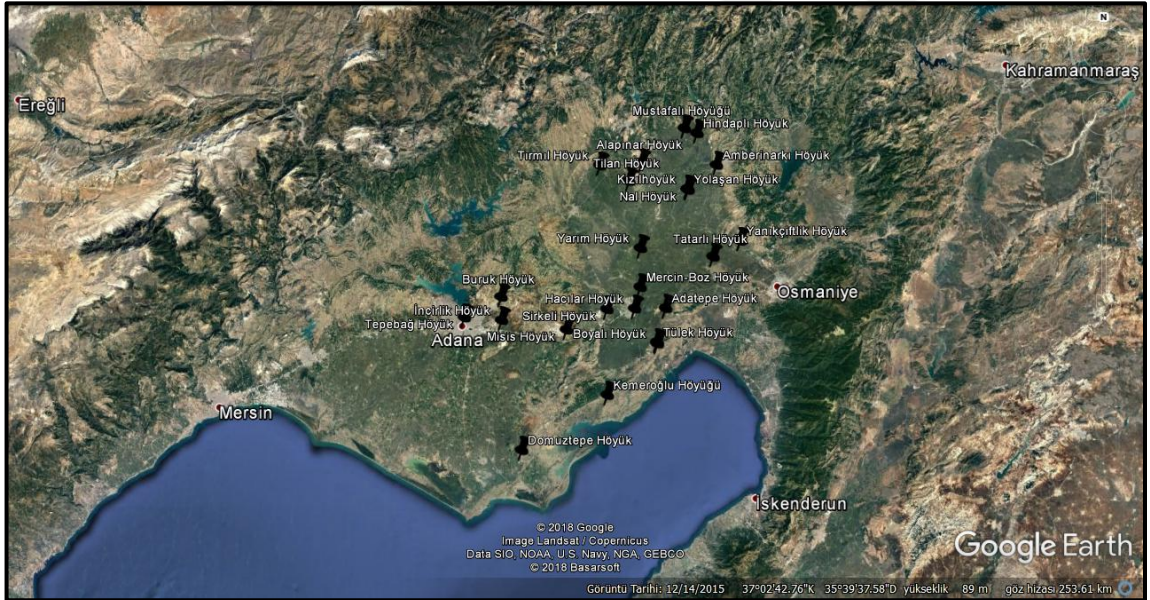 N
Kahramanmaraş
Ereğli
Mustafalı Höyüğü
Hındaplı Höyük
Alapınar Höyük
Tırmıl Höyük
Tilan Höyük
Amberinarkı Höyük
Kızılhöyük
Yolaşan Höyük
Nal Höyük
Yarım Höyük
Tatarlı Höyük
Yanıkçiftlik Höyük
Buruk Höyük
Mercin-Boz Höyük
Osmaniye
Hacılar Höyük
Adatepe Höyük
İncirlik Höyük
Sirkeli Höyük
Tepebağ Höyük
Misis Höyük
Boyalı Höyük
Tülek Höyük
Adana
Kemeroğlu Höyüğü
Mersin
Domuztepe Höyük
İskenderun
© 2018 Google
Image Landsat / Copernicus
Data SIO, NOAA, U.S. Navy, NGA, GEBCO
© 2018 Basarsoft
Google Earth
Görüntü Tarihi: 12/14/2015 37°02'42.76"K 35°39'37.58"D yükseklik 89 m göz hizası 253.61 km